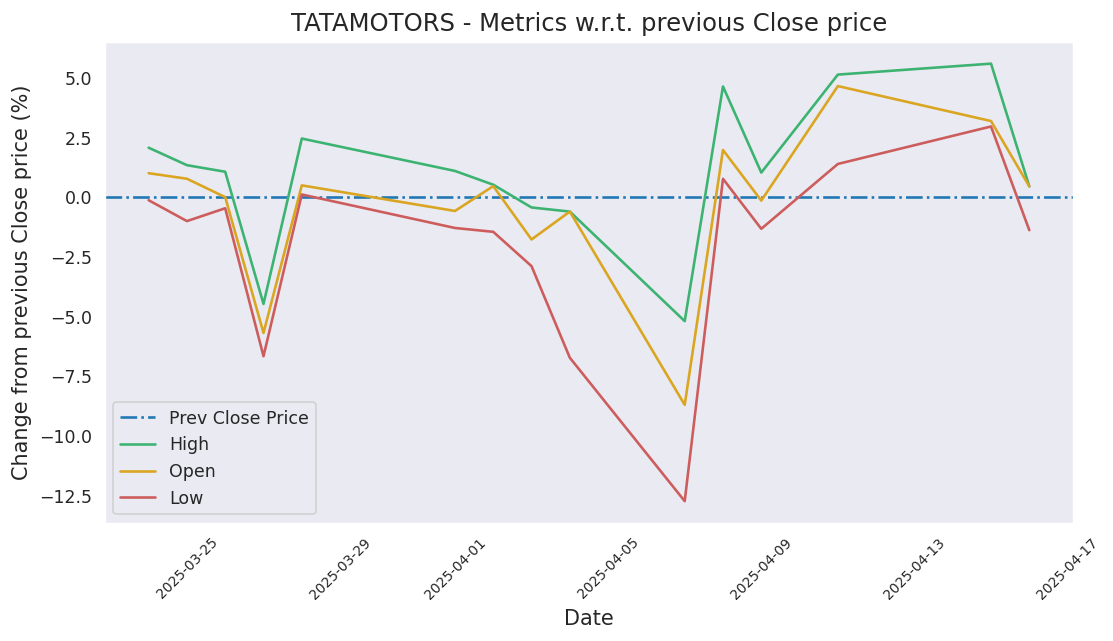 TATAMOTORS - Metrics w.r.t. previous Close price
Change from previous Close price (%)
5.0
2.5
0.0
−2.5
−5.0
−7.5
−10.0
−12.5
Prev Close Price
High
Open
Low
2025-03-25
2025-03-29
2025-04-01
2025-04-05
2025-04-09
2025-04-13
2025-04-17
Date